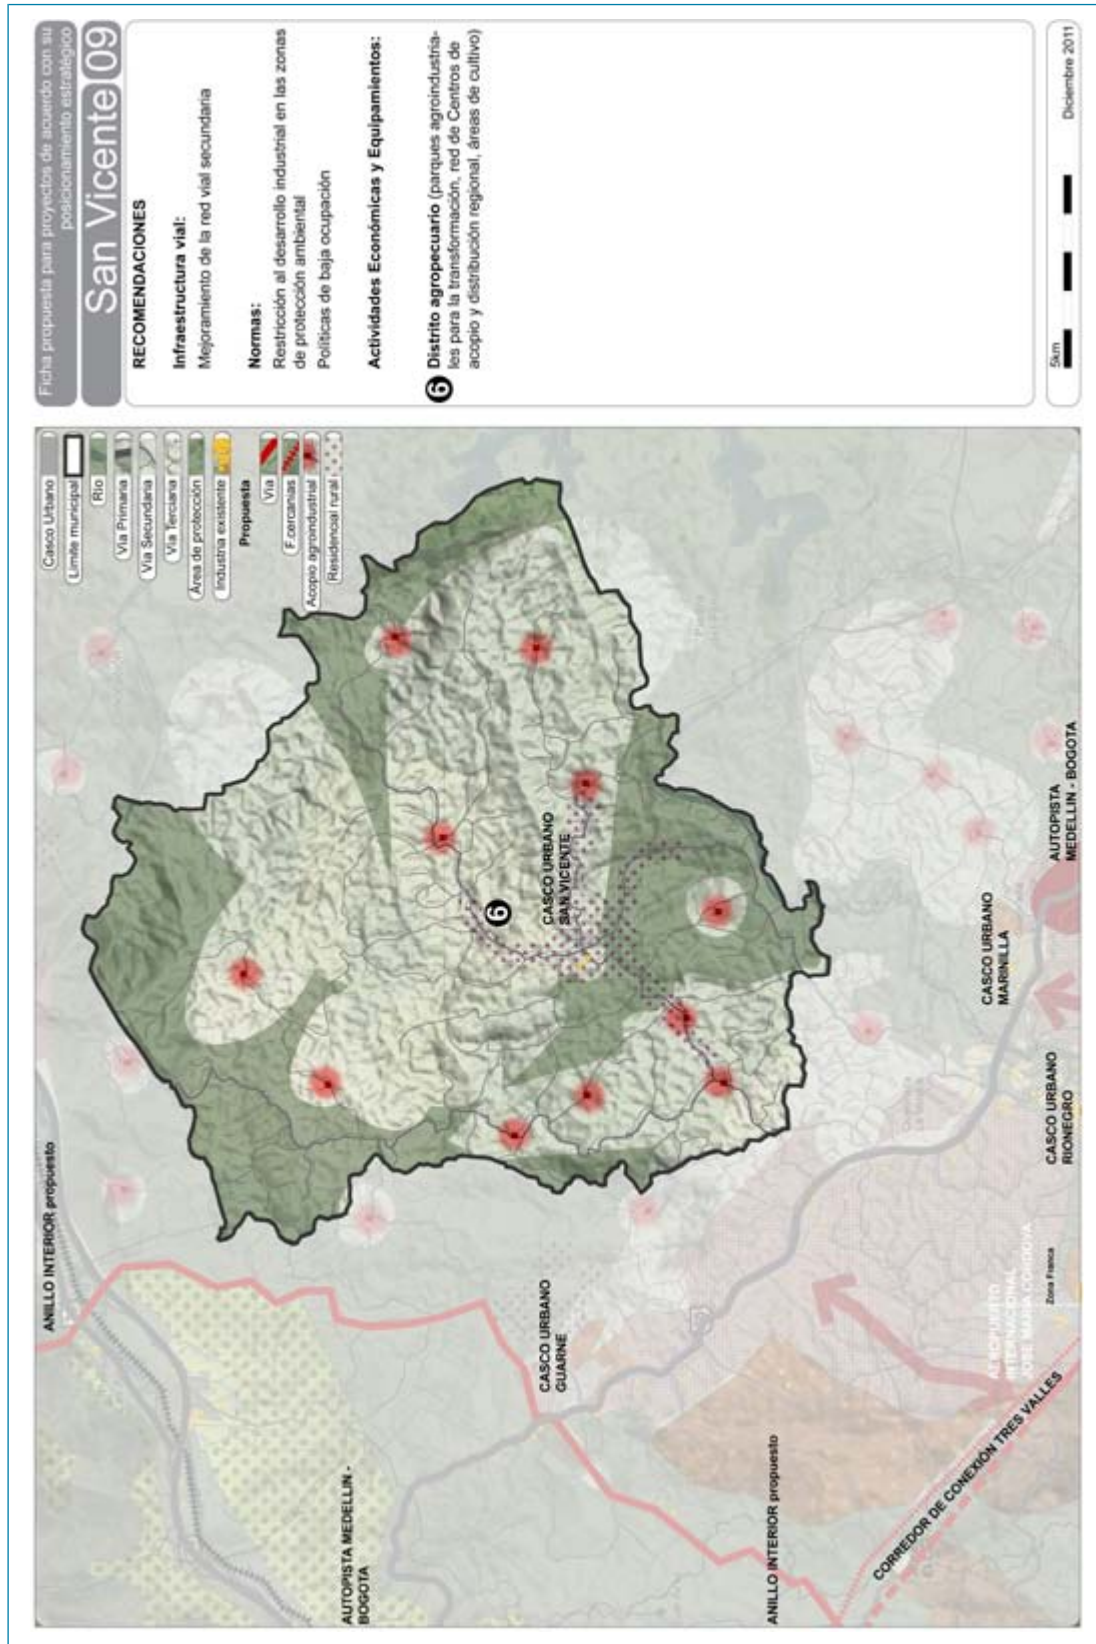 Ficha propuesta para proyectos de acuerdo con su
posicionamiento estratégico
San Vicente 09
RECOMENDACIONES
Infraestructura vial:
Mejoramiento de la red vial secundaria
Normas:
Restricción al desarrollo industrial en las zonas
de protección ambiental
Políticas de baja ocupación
Actividades Económicas y Equipamientos:
6 Distrito agropecuario (parques agroindustria-
les para la transformación, red de Centros de
acopio y distribución regional, áreas de cultivo)
5km
Diciembre 2011
Casco Urbano
Límite municipal
Río
Vía Primaria
Vía Secundaria
Vía Terciaria
Área de protección
Industria existente
Propuesta
Vía
F.cercanías
Acopio agroindustrial
Residencial rural
ANILLO INTERIOR propuesto
CASCO URBANO
SAN VICENTE
6
CASCO URBANO
GUARNE
AUTOPISTA MEDELLIN -
BOGOTA
ANILLO INTERIOR propuesto
CORREDOR DE CONEXIÓN TRES VALLES
INTERNACIONAL
JOSE MARIA CORDOVA
Zona Franca
CASCO URBANO
RIONEGRO
CASCO URBANO
MARINILLA
AUTOPISTA
MEDELLIN - BOGOTA